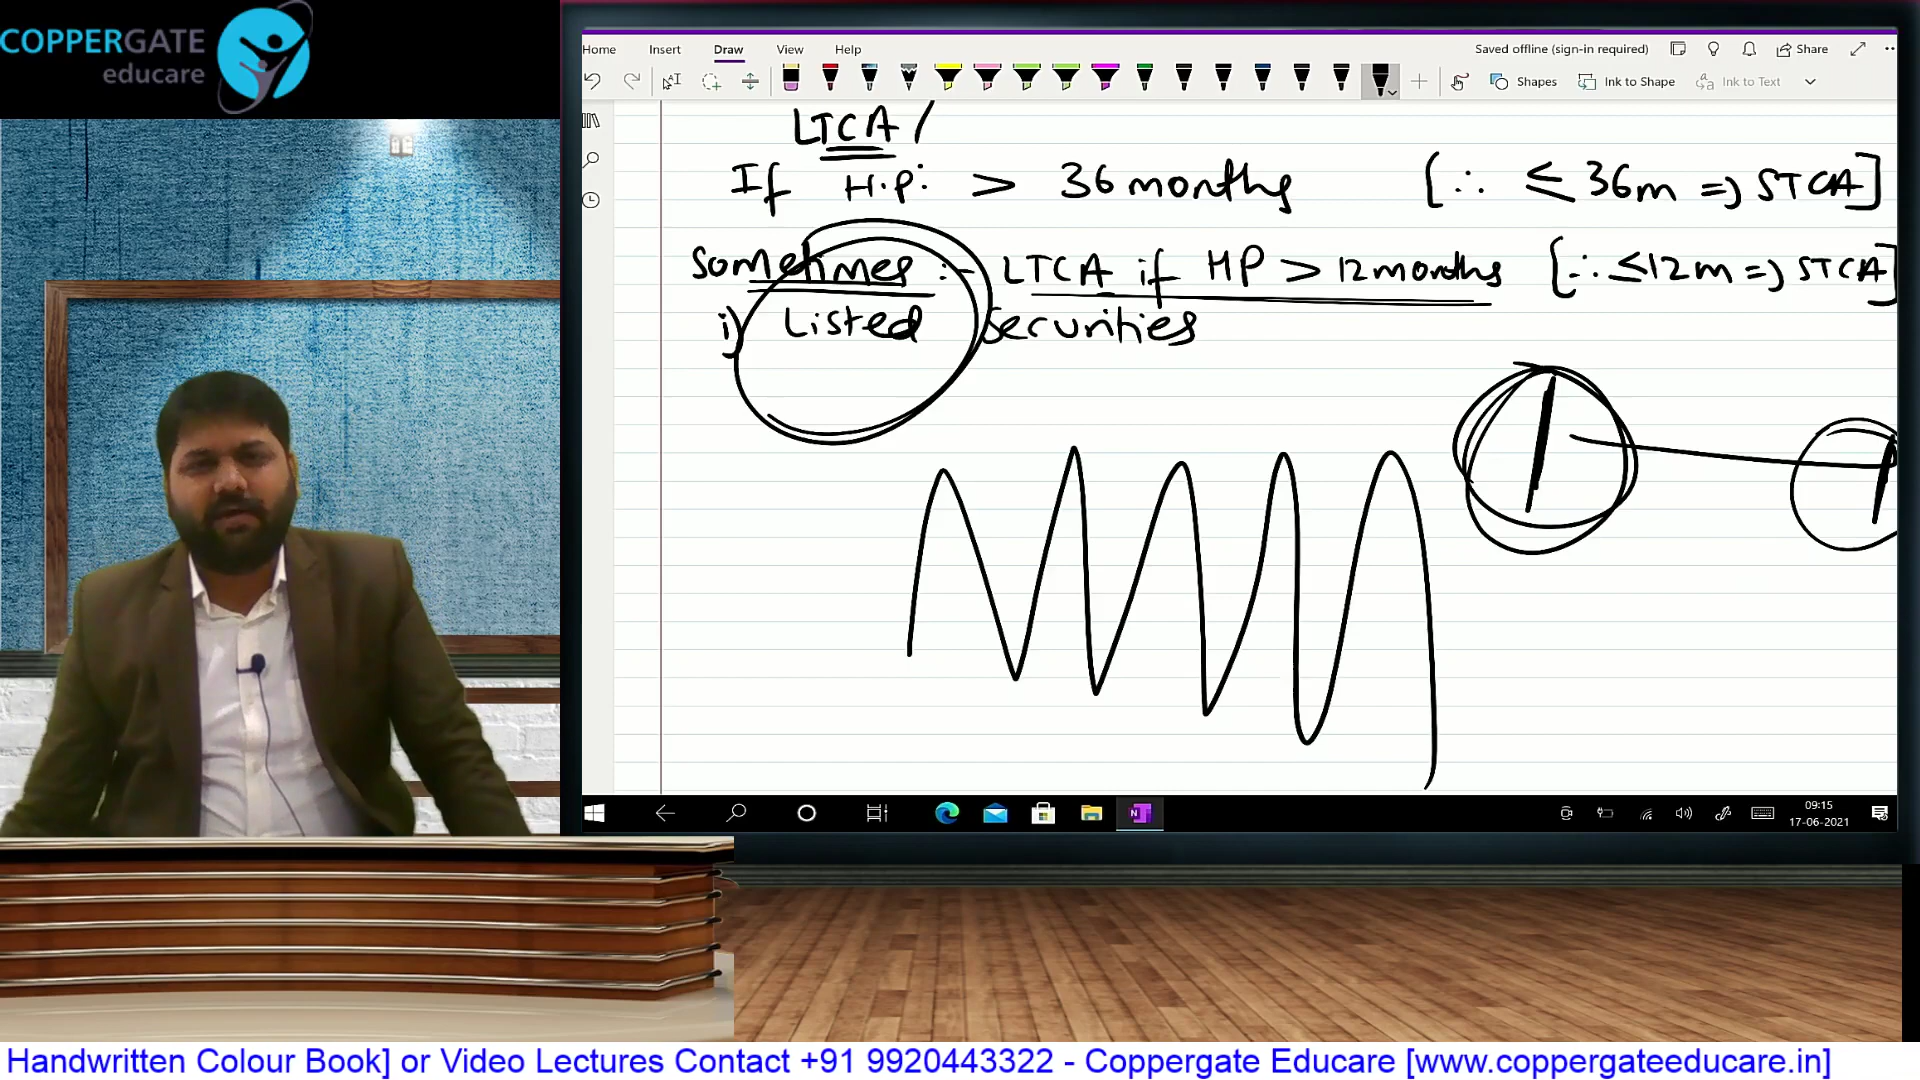 COPPERGATE
educare
Home Insert Draw View Help Saved offline (sign-in required) Share
Shapes Ink to Shape Ink to Text
LTCA
If H.P. > 36 months [∴ ≤ 36m => STCA]
Sometimes :- LTCA if HP > 12 months [∴ ≤ 12m => STCA]
i) Listed Securities
09:15
17-06-2021
Handwritten Colour Book] or Video Lectures Contact +91 9920443322 - Coppergate Educare [www.coppergateeducare.in]